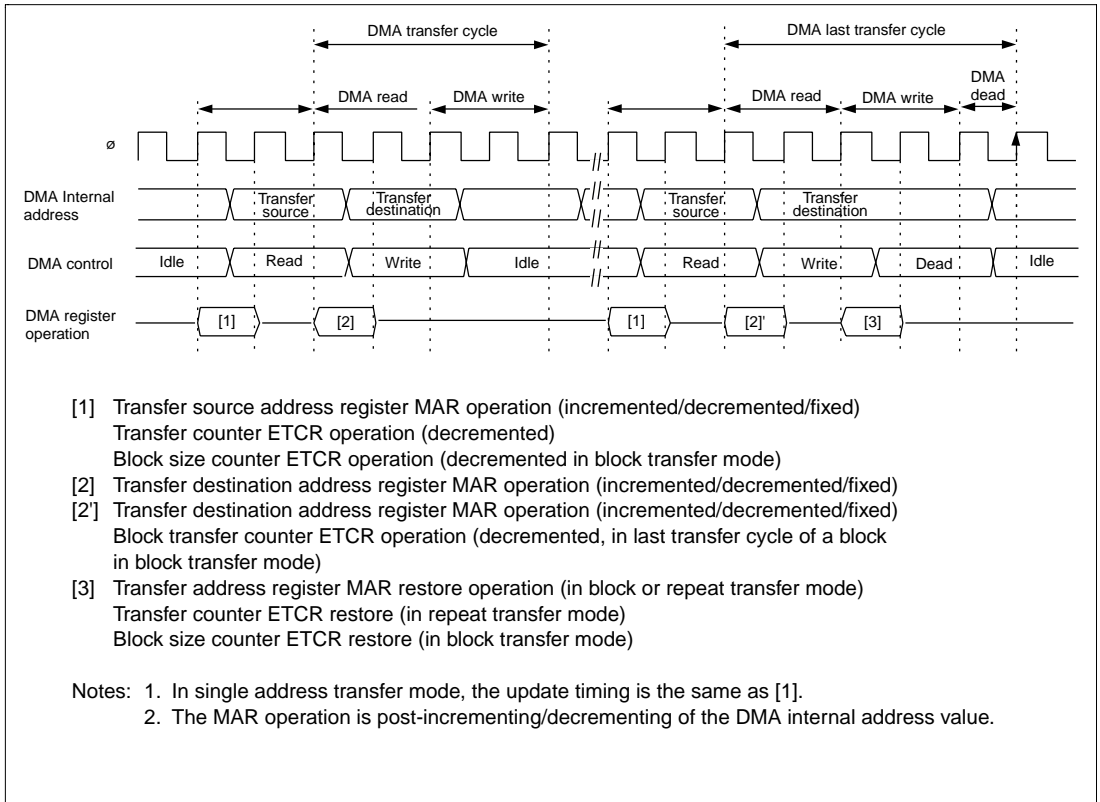 DMA transfer cycle DMA last transfer cycle
DMA read DMA write DMA read DMA write DMA dead
ø
DMA Internal address
Transfer source Transfer destination Transfer source Transfer destination
DMA control Idle Read Write Idle Read Write Dead Idle
DMA register operation [1] [2] [1] [2]' [3]
[1] Transfer source address register MAR operation (incremented/decremented/fixed)
Transfer counter ETCR operation (decremented)
Block size counter ETCR operation (decremented in block transfer mode)
[2] Transfer destination address register MAR operation (incremented/decremented/fixed)
[2'] Transfer destination address register MAR operation (incremented/decremented/fixed)
Block transfer counter ETCR operation (decremented, in last transfer cycle of a block
in block transfer mode)
[3] Transfer address register MAR restore operation (in block or repeat transfer mode)
Transfer counter ETCR restore (in repeat transfer mode)
Block size counter ETCR restore (in block transfer mode)
Notes: 1. In single address transfer mode, the update timing is the same as [1].
2. The MAR operation is post-incrementing/decrementing of the DMA internal address value.